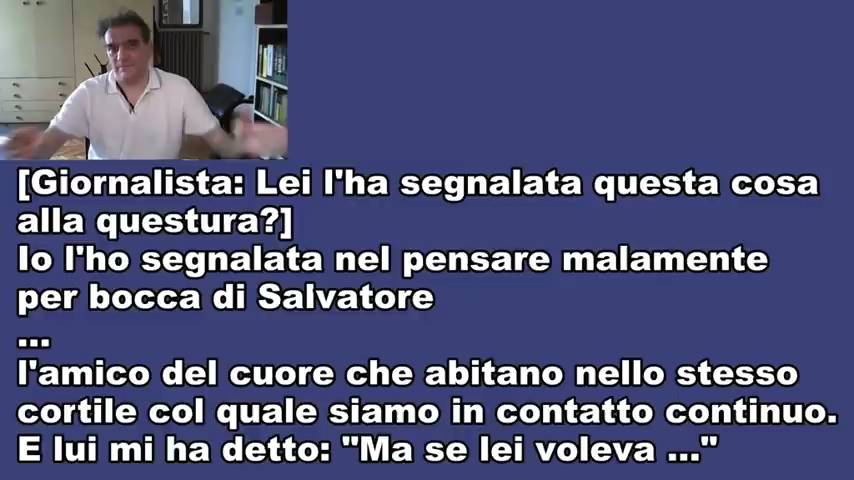 [Giornalista: Lei l'ha segnalata questa cosa
alla questura?]
Io l'ho segnalata nel pensare malamente
per bocca di Salvatore
...
l'amico del cuore che abitano nello stesso
cortile col quale siamo in contatto continuo.
E lui mi ha detto: "Ma se lei voleva ..."